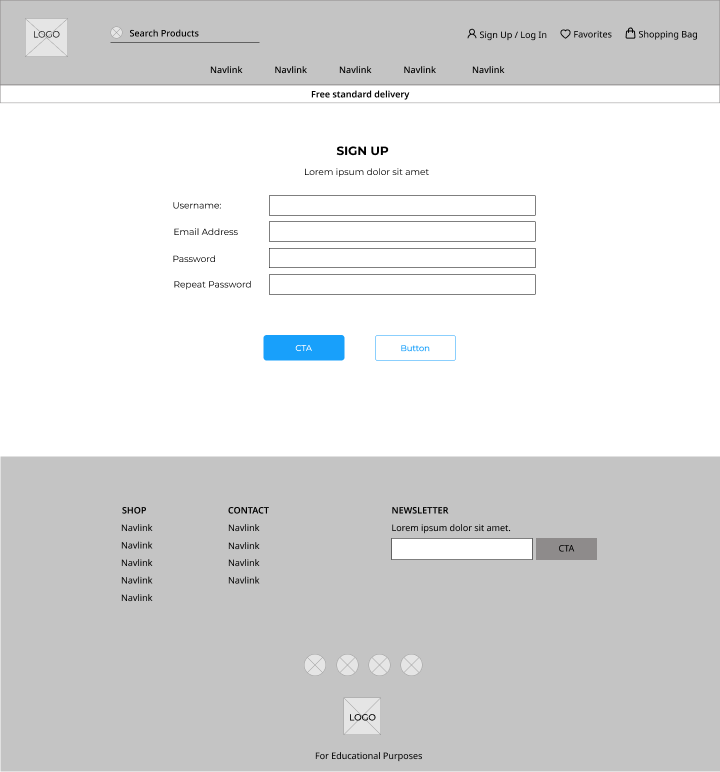 LOGO
Search Products
Sign Up / Log In
Favorites
Shopping Bag
Navlink
Navlink
Navlink
Navlink
Navlink
Free standard delivery
SIGN UP
Lorem ipsum dolor sit amet
Username:
Email Address
Password
Repeat Password
CTA
Button
SHOP
Navlink
Navlink
Navlink
Navlink
Navlink
CONTACT
Navlink
Navlink
Navlink
Navlink
NEWSLETTER
Lorem ipsum dolor sit amet.
CTA
LOGO
For Educational Purposes